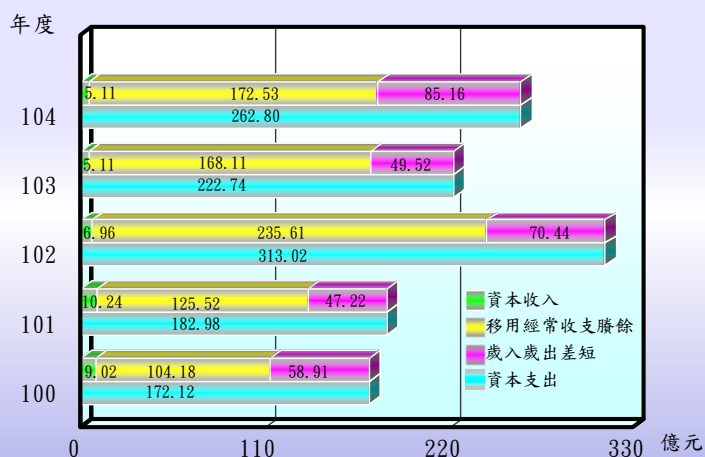 年度
5.11 172.53 85.16
104 262.80
5.11 168.11 49.52
103 222.74
6.96 235.61 70.44
102 313.02
10.24 125.52 47.22
101 182.98
9.02 104.18 58.91
100 172.12
資本收入
移用經常收支賸餘
歲入歲出差短
資本支出
0 110 220 330 億元